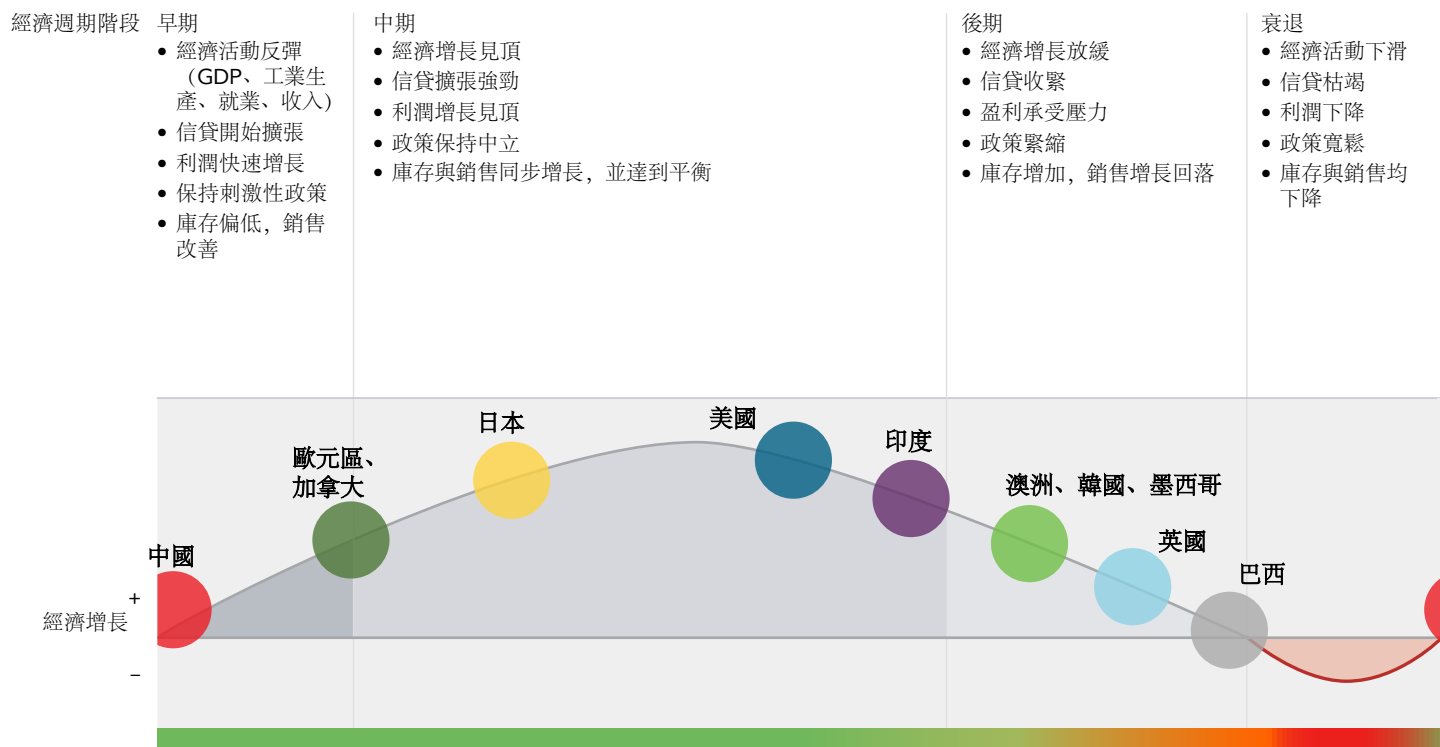 經濟週期階段
早期
• 經濟活動反彈
（GDP、工業生
產、就業、收入）
• 信貸開始擴張
• 利潤快速增長
• 保持刺激性政策
• 庫存偏低，銷售
改善
中期
• 經濟增長見頂
• 信貸擴張強勁
• 利潤增長見頂
• 政策保持中立
• 庫存與銷售同步增長，並達到平衡
後期
• 經濟增長放緩
• 信貸收緊
• 盈利承受壓力
• 政策緊縮
• 庫存增加，銷售增長回落
衰退
• 經濟活動下滑
• 信貸枯竭
• 利潤下降
• 政策寬鬆
• 庫存與銷售均
下降
中國
歐元區、
加拿大
日本
美國
印度
澳洲、韓國、墨西哥
英國
巴西
+
經濟增長
–